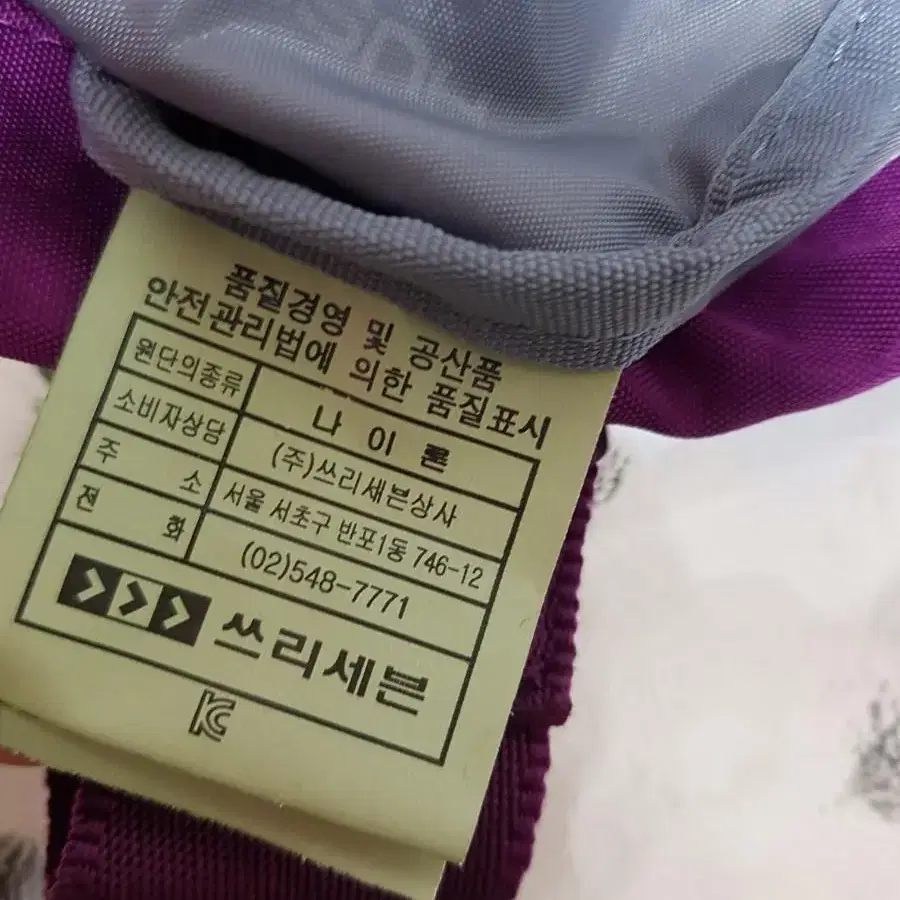 품질경영 및 공산품
안전관리법에 의한 품질표시
원단의종류 나 이 론
소비자상담 (주)쓰리세븐상사
주 소 서울 서초구 반포1동 746-12
전 화 (02)548-7771
쓰리세븐
KC